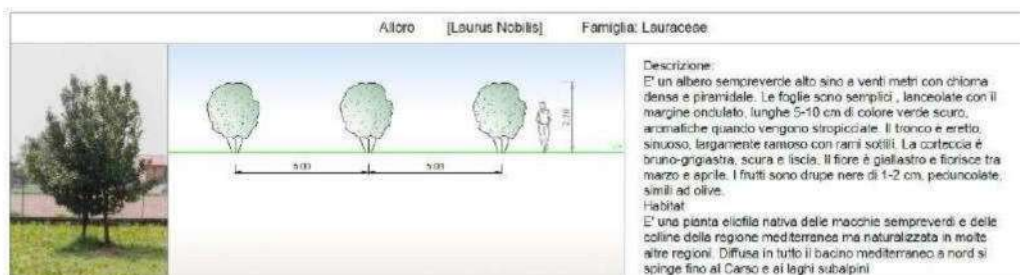 Alloro [Laurus Nobilis] Famiglia: Lauraceae
5.00 5.00
Descrizione:
E' un albero sempreverde alto sino a venti metri con chioma
densa e piramidale. Le foglie sono semplici , lanceolate con il
margine ondulato, lunghe 5-10 cm di colore verde scuro,
aromatiche quando vengono stropicciate. Il tronco è eretto,
sinuoso, largamente ramoso con rami sottili. La corteccia è
bruno-grigiastra, scura e liscia. Il fiore è giallastro e fiorisce tra
marzo e aprile. I frutti sono drupe nere di 1-2 cm, peduncolate,
simili ad olive.
Habitat
E' una pianta eliofila nativa delle macchie sempreverdi e delle
colline della regione mediterranea ma naturalizzata in molte
altre regioni. Diffusa in tutto il bacino mediterraneo a nord si
spinge fino al Carso e ai laghi subalpini